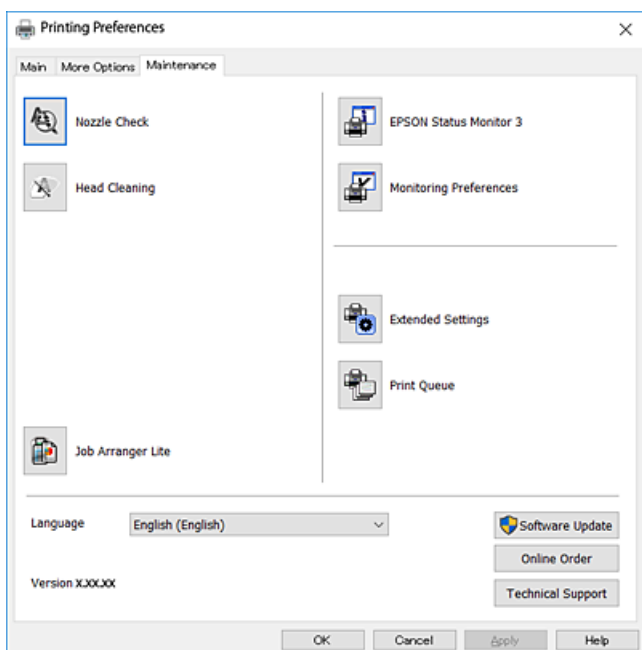 Printing Preferences
Main More Options Maintenance
Nozzle Check
Head Cleaning
Job Arranger Lite
EPSON Status Monitor 3
Monitoring Preferences
Extended Settings
Print Queue
Language English (English)
Version X.XX.XX
Software Update
Online Order
Technical Support
OK Cancel Apply Help